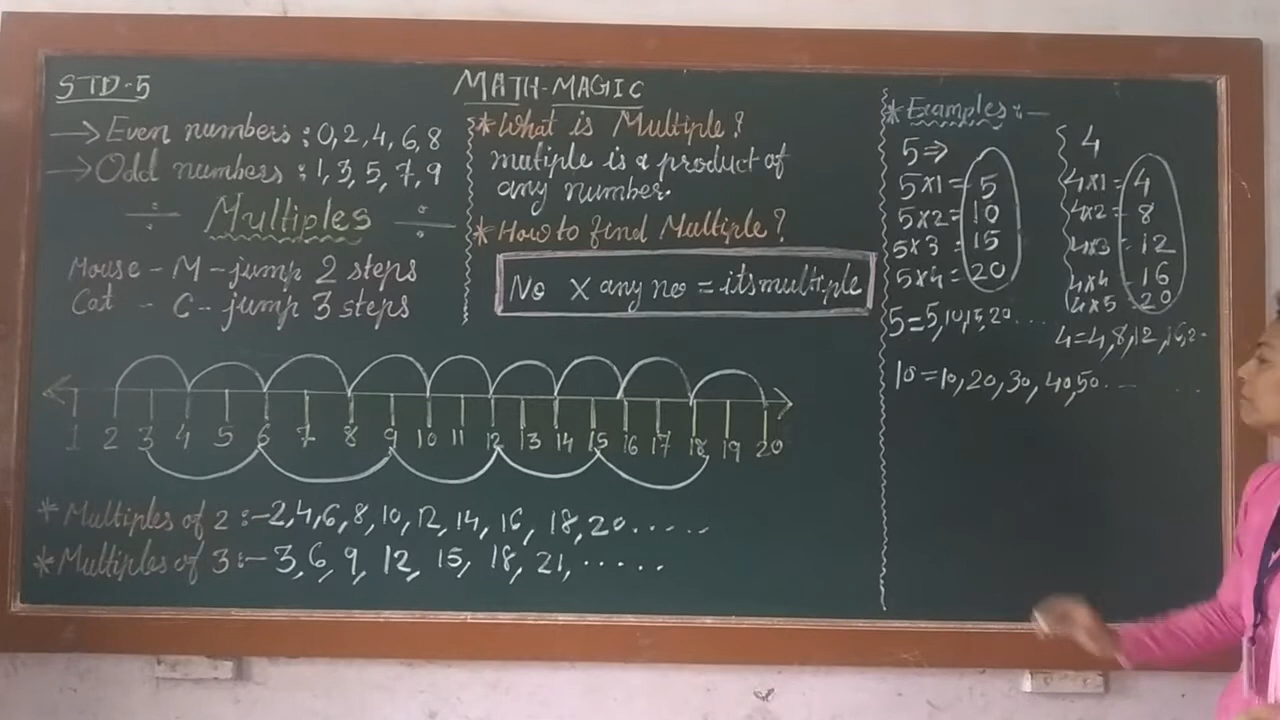 STD-5
MATH-MAGIC
→ Even numbers : 0, 2, 4, 6, 8
→ Odd numbers : 1, 3, 5, 7, 9
÷ Multiples ÷
Mouse - M - jump 2 steps
Cat - C - jump 3 steps
* What is Multiple?
mutiple is a product of
any number.
* How to find Multiple?
No × any no = its multiple
1 2 3 4 5 6 7 8 9 10 11 12 13 14 15 16 17 18 19 20
* Multiples of 2 :- 2, 4, 6, 8, 10, 12, 14, 16, 18, 20.....
* Multiples of 3 :- 3, 6, 9, 12, 15, 18, 21, .....
* Examples :-
5 ⇒
5×1 = 5
5×2 = 10
5×3 = 15
5×4 = 20
5 = 5, 10, 15, 20...
4
4×1 = 4
4×2 = 8
4×3 = 12
4×4 = 16
4×5 = 20
4 = 4, 8, 12, 16,
10 = 10, 20, 30, 40, 50....